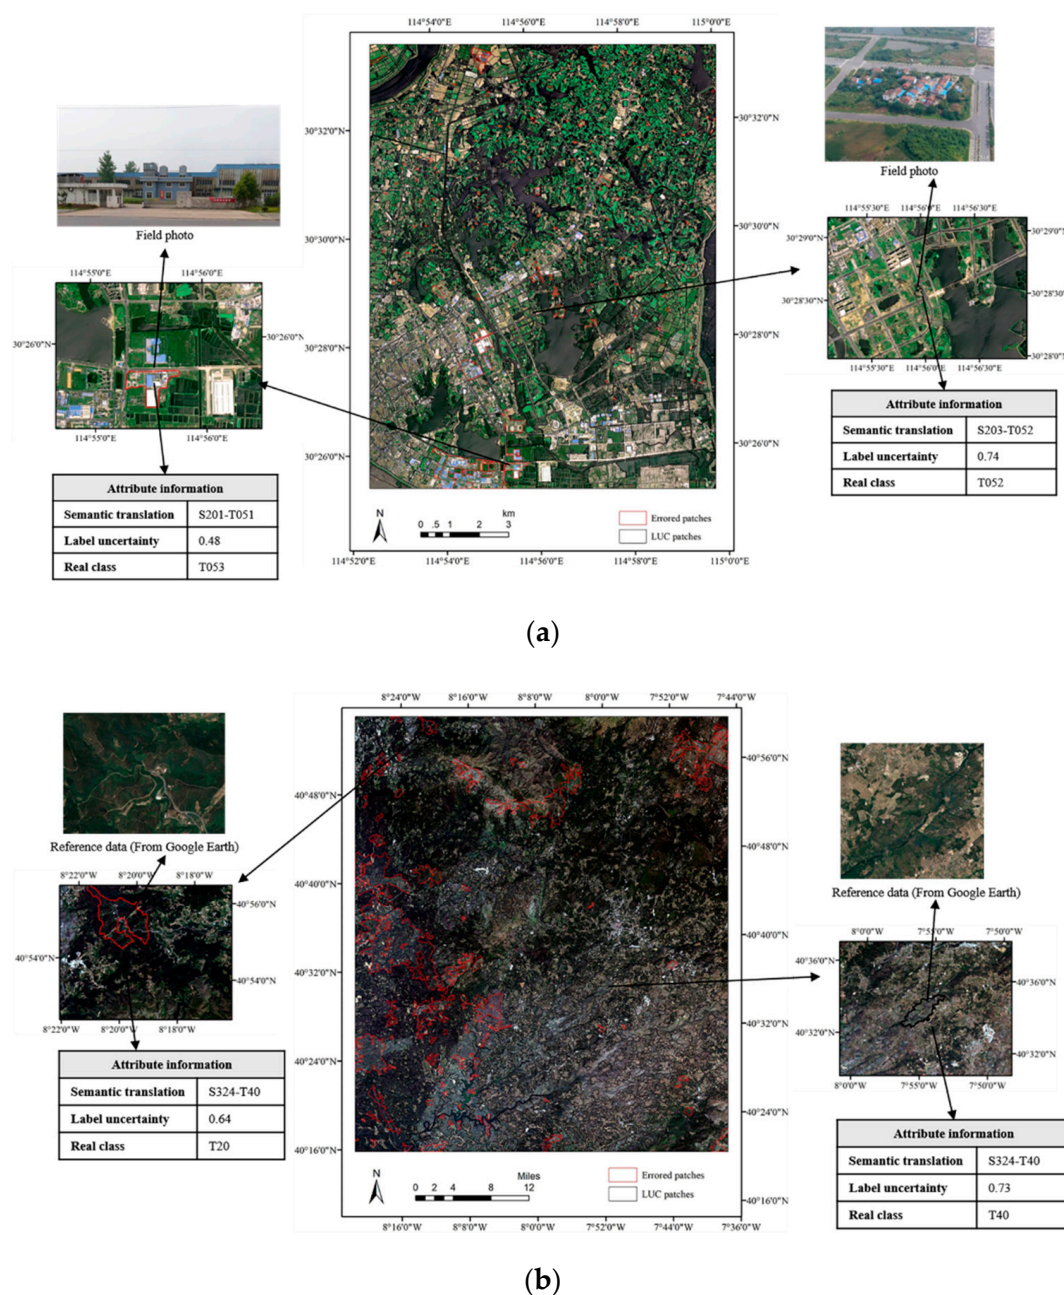 114°54'0"E 114°56'0"E 114°58'0"E 115°0'0"E
30°32'0"N
30°30'0"N
30°28'0"N
30°26'0"N
30°32'0"N
30°30'0"N
30°28'0"N
30°26'0"N
N
km
0 .5 1 2 3
Errored patches
LUC patches
114°52'0"E 114°54'0"E 114°56'0"E 114°58'0"E 115°0'0"E
Field photo
114°55'0"E 114°56'0"E
30°26'0"N
30°26'0"N
114°55'0"E 114°56'0"E
Attribute information
Semantic translation S201-T051
Label uncertainty 0.48
Real class T053
Field photo
114°55'30"E 114°56'0"E 114°56'30"E
30°29'0"N
30°28'30"N
30°29'0"N
30°28'30"N
30°28'0"N
114°55'30"E 114°56'0"E 114°56'30"E
Attribute information
Semantic translation S203-T052
Label uncertainty 0.74
Real class T052
(a)
8°24'0"W 8°16'0"W 8°8'0"W 8°0'0"W 7°52'0"W 7°44'0"W
40°48'0"N
40°40'0"N
40°32'0"N
40°24'0"N
40°16'0"N
40°56'0"N
40°48'0"N
40°40'0"N
40°32'0"N
40°24'0"N
40°16'0"N
N
Miles
0 2 4 8 12
Errored patches
LUC patches
8°16'0"W 8°8'0"W 8°0'0"W 7°52'0"W 7°44'0"W 7°36'0"W
Reference data (From Google Earth)
8°22'0"W 8°20'0"W 8°18'0"W
40°54'0"N
40°56'0"N
40°54'0"N
8°22'0"W 8°20'0"W 8°18'0"W
Attribute information
Semantic translation S324-T40
Label uncertainty 0.64
Real class T20
Reference data (From Google Earth)
8°0'0"W 7°55'0"W 7°50'0"W
40°36'0"N
40°32'0"N
40°36'0"N
40°32'0"N
8°0'0"W 7°55'0"W 7°50'0"W
Attribute information
Semantic translation S324-T40
Label uncertainty 0.73
Real class T40
(b)